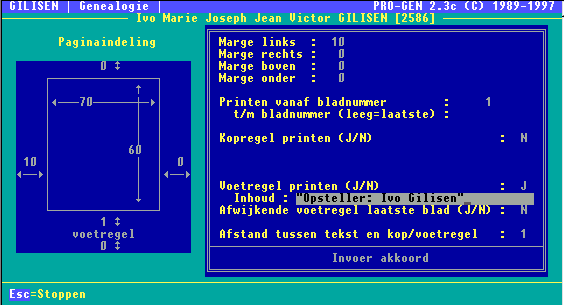 GILISEN | Genealogie | PRO-GEN 2.3c (C) 1989-1997
Ivo Marie Joseph Jean Victor GILISEN [2586]
Paginaindeling
0
70
60
10 0
1
voetregel
0
Marge links : 10
Marge rechts : 0
Marge boven : 0
Marge onder : 0
Printen vanaf bladnummer : 1
t/m bladnummer (leeg=laatste) :
Kopregel printen (J/N) : N
Voetregel printen (J/N) : J
Inhoud : "Opsteller: Ivo Gilisen"_
Afwijkende voetregel laatste blad (J/N) : N
Afstand tussen tekst en kop/voetregel : 1
Invoer akkoord
Esc=Stoppen